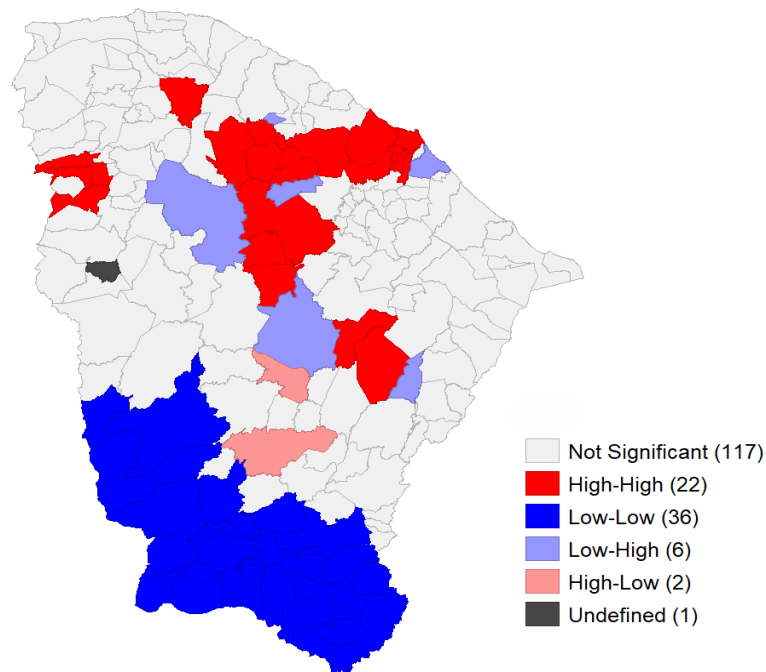 Not Significant (117)
High-High (22)
Low-Low (36)
Low-High (6)
High-Low (2)
Undefined (1)